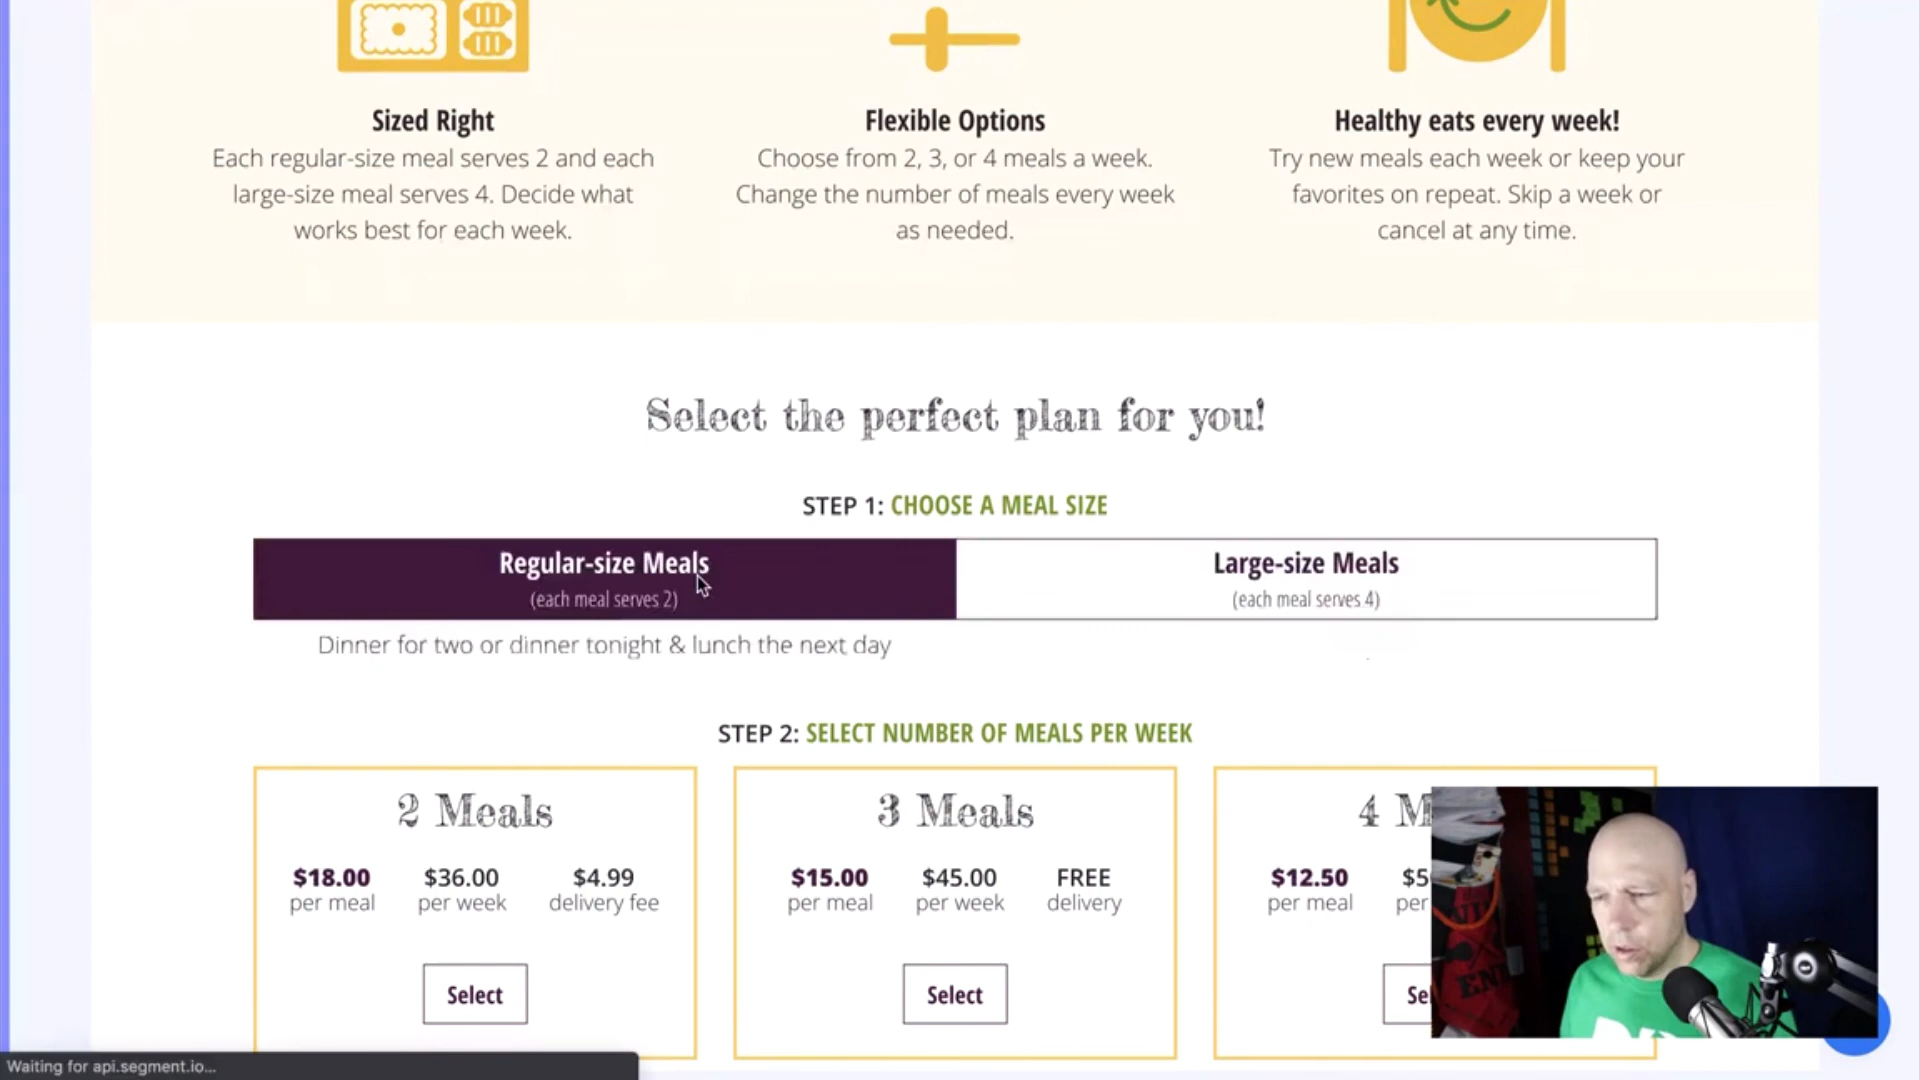 Sized Right
Each regular-size meal serves 2 and each
large-size meal serves 4. Decide what
works best for each week.
Flexible Options
Choose from 2, 3, or 4 meals a week.
Change the number of meals every week
as needed.
Healthy eats every week!
Try new meals each week or keep your
favorites on repeat. Skip a week or
cancel at any time.
Select the perfect plan for you!
STEP 1: CHOOSE A MEAL SIZE
Regular-size Meals
(each meal serves 2)
Large-size Meals
(each meal serves 4)
Dinner for two or dinner tonight & lunch the next day
STEP 2: SELECT NUMBER OF MEALS PER WEEK
2 Meals
$18.00 $36.00 $4.99
per meal per week delivery fee
Select
3 Meals
$15.00 $45.00 FREE
per meal per week delivery
Select
4
$12.50
per meal per
Waiting for api.segment.io...